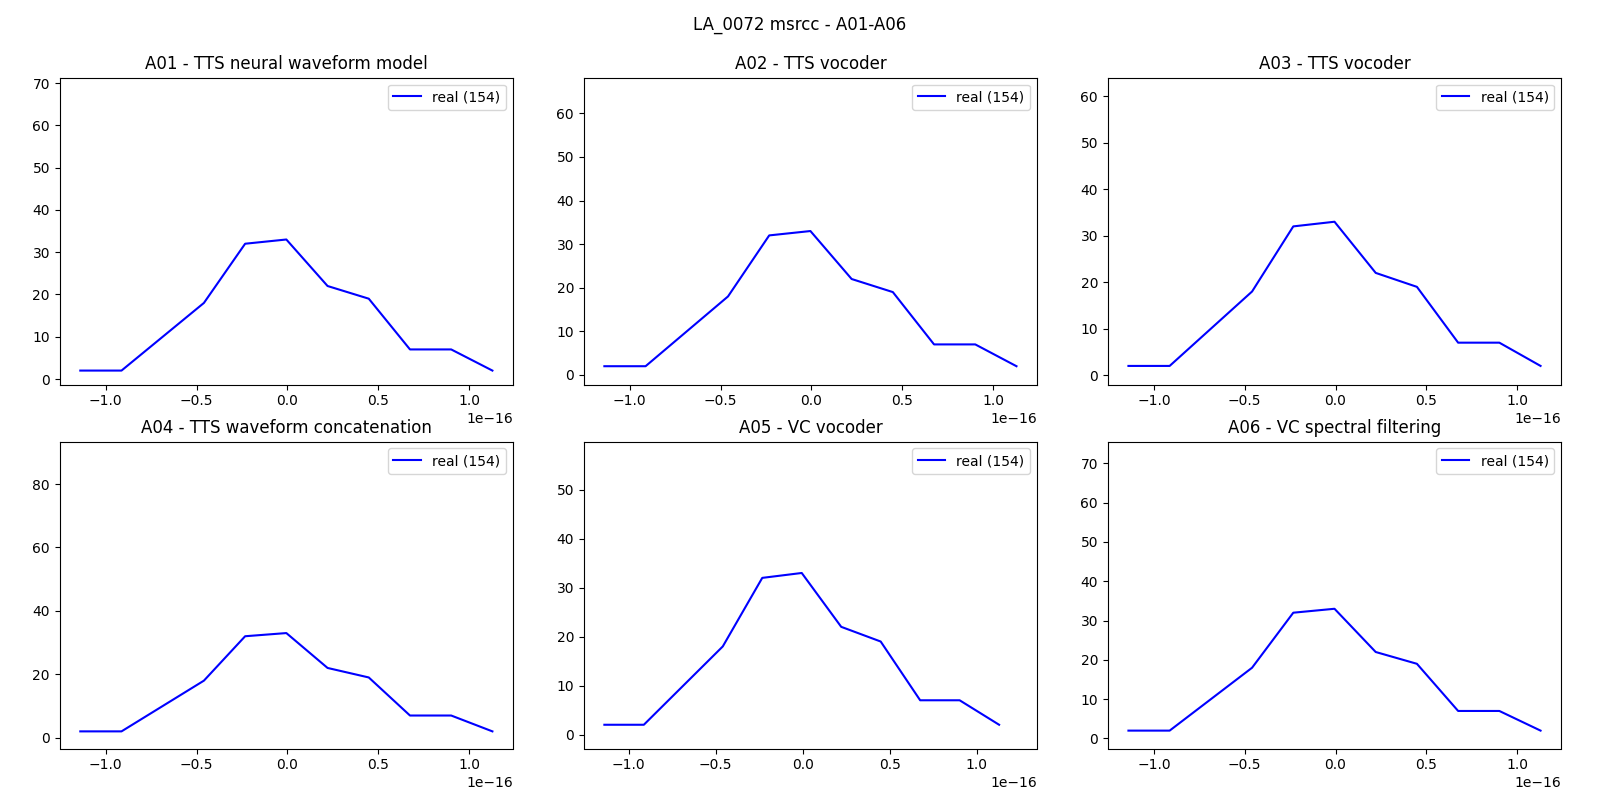 LA_0072 msrcc - A01-A06
A01 - TTS neural waveform model
real (154)
70
60
50
40
30
20
10
0
−1.0 −0.5 0.0 0.5 1.0
1e−16
A02 - TTS vocoder
real (154)
60
50
40
30
20
10
0
−1.0 −0.5 0.0 0.5 1.0
1e−16
A03 - TTS vocoder
real (154)
60
50
40
30
20
10
0
−1.0 −0.5 0.0 0.5 1.0
1e−16
A04 - TTS waveform concatenation
real (154)
80
60
40
20
0
−1.0 −0.5 0.0 0.5 1.0
1e−16
A05 - VC vocoder
real (154)
50
40
30
20
10
0
−1.0 −0.5 0.0 0.5 1.0
1e−16
A06 - VC spectral filtering
real (154)
70
60
50
40
30
20
10
0
−1.0 −0.5 0.0 0.5 1.0
1e−16